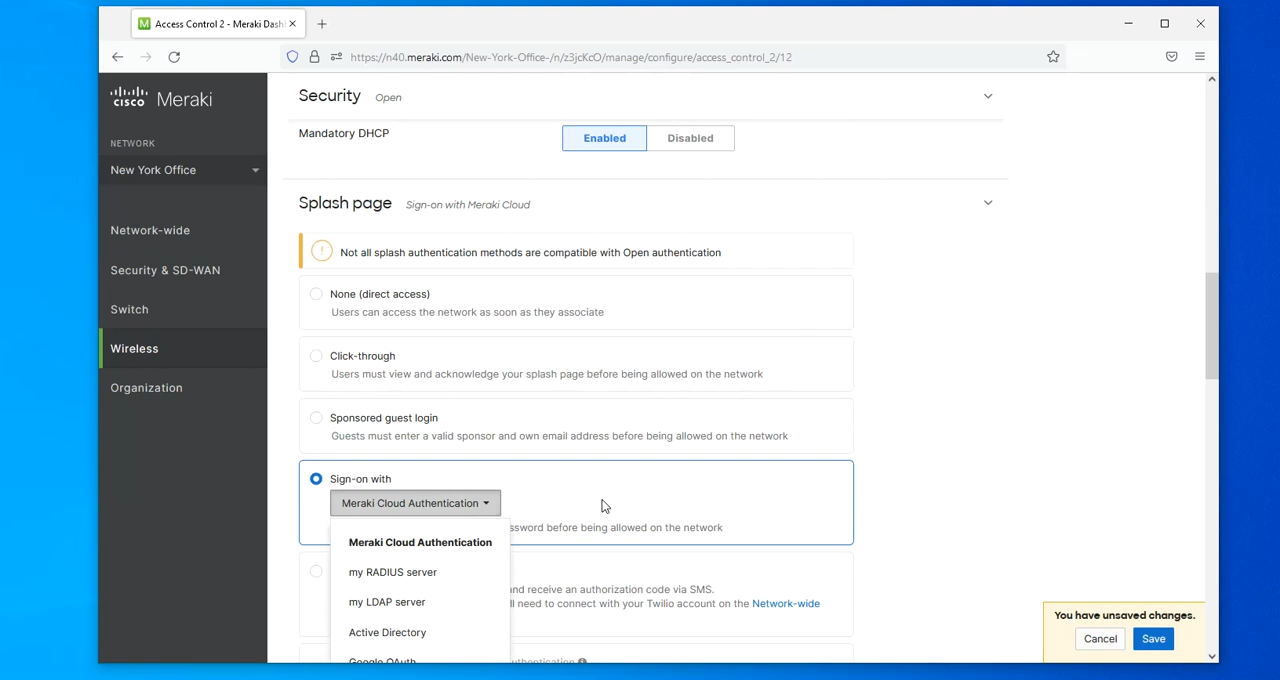 Access Control 2 - Meraki Dash
https://n40.meraki.com/New-York-Office-/n/z3jcKcO/manage/configure/access_control_2/12
cisco Meraki
NETWORK
New York Office
Network-wide
Security & SD-WAN
Switch
Wireless
Organization
Security Open
Mandatory DHCP Enabled Disabled
Splash page Sign-on with Meraki Cloud
Not all splash authentication methods are compatible with Open authentication
None (direct access)
Users can access the network as soon as they associate
Click-through
Users must view and acknowledge your splash page before being allowed on the network
Sponsored guest login
Guests must enter a valid sponsor and own email address before being allowed on the network
Sign-on with
Meraki Cloud Authentication
ssword before being allowed on the network
Meraki Cloud Authentication
my RADIUS server
my LDAP server
Active Directory
Google OAuth
and receive an authorization code via SMS.
ll need to connect with your Twilio account on the Network-wide
uthentication
You have unsaved changes.
Cancel Save